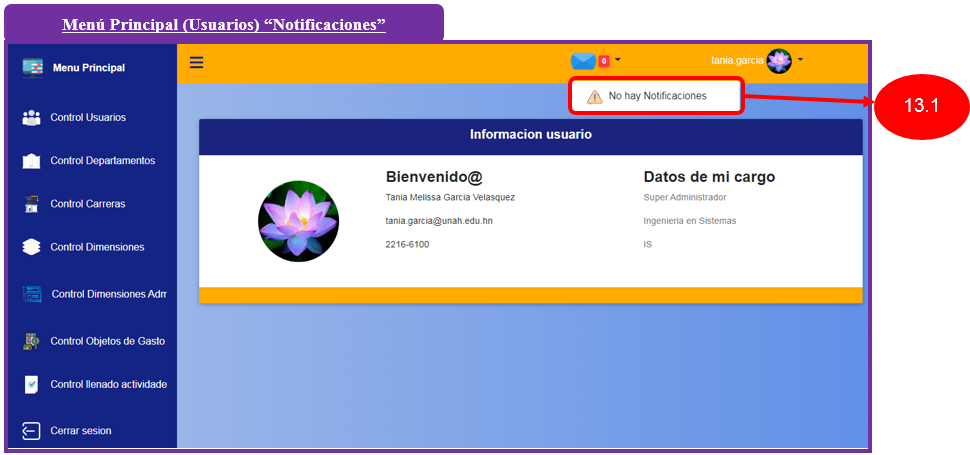 Menú Principal (Usuarios) “Notificaciones”
Menu Principal
0
tania.garcia
No hay Notificaciones
13.1
Control Usuarios
Control Departamentos
Control Carreras
Control Dimensiones
Control Dimensiones Adm
Control Objetos de Gasto
Control llenado actividade
Cerrar sesion
Informacion usuario
Bienvenido@
Tania Melissa Garcia Velasquez
tania.garcia@unah.edu.hn
2216-6100
Datos de mi cargo
Super Administrador
Ingenieria en Sistemas
IS